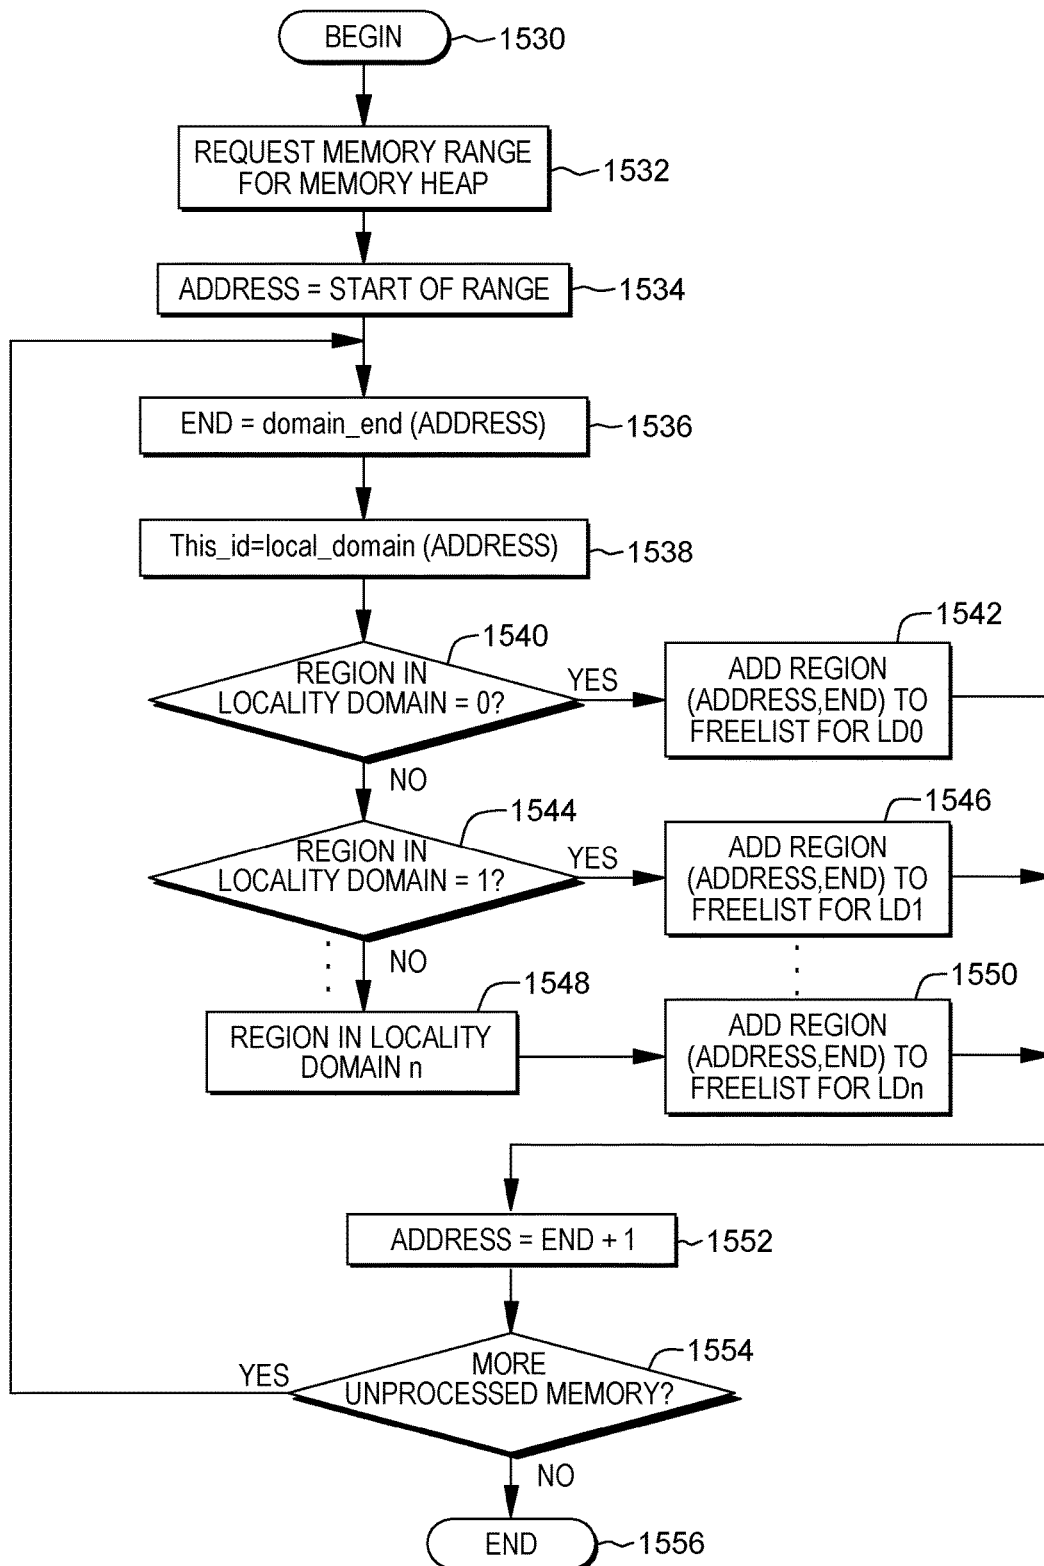 BEGIN
1530
REQUEST MEMORY RANGE
FOR MEMORY HEAP
1532
ADDRESS = START OF RANGE
1534
END = domain_end (ADDRESS)
1536
This_id=local_domain (ADDRESS)
1538
1540
REGION IN
LOCALITY DOMAIN = 0?
YES
1542
ADD REGION
(ADDRESS,END) TO
FREELIST FOR LD0
NO
1544
REGION IN
LOCALITY DOMAIN = 1?
YES
1546
ADD REGION
(ADDRESS,END) TO
FREELIST FOR LD1
NO
1548
REGION IN LOCALITY
DOMAIN n
1550
ADD REGION
(ADDRESS,END) TO
FREELIST FOR LDn
ADDRESS = END + 1
1552
1554
MORE
UNPROCESSED MEMORY?
YES
NO
END
1556